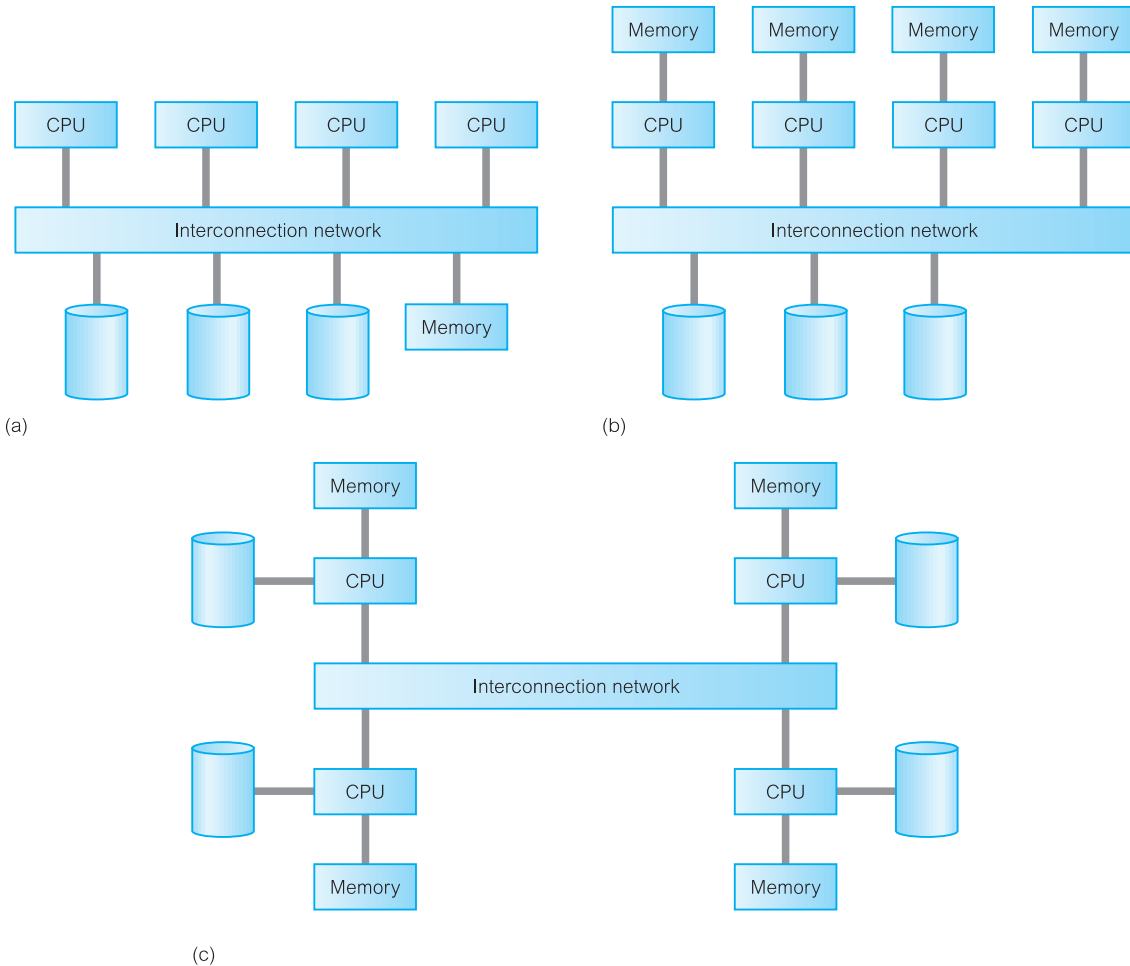 Memory Memory Memory Memory
CPU CPU CPU CPU
CPU CPU CPU CPU
Interconnection network
Interconnection network
Memory
(a)
(b)
Memory Memory
CPU CPU
Interconnection network
CPU CPU
Memory Memory
(c)